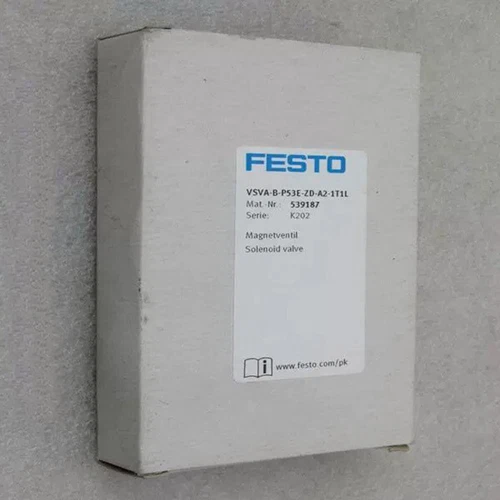 FESTO
VSVA-B-P53E-ZD-A2-1T1L
Mat.-Nr.: 539187
Serie: K202
Magnetventil
Solenoid valve
www.festo.com/pk